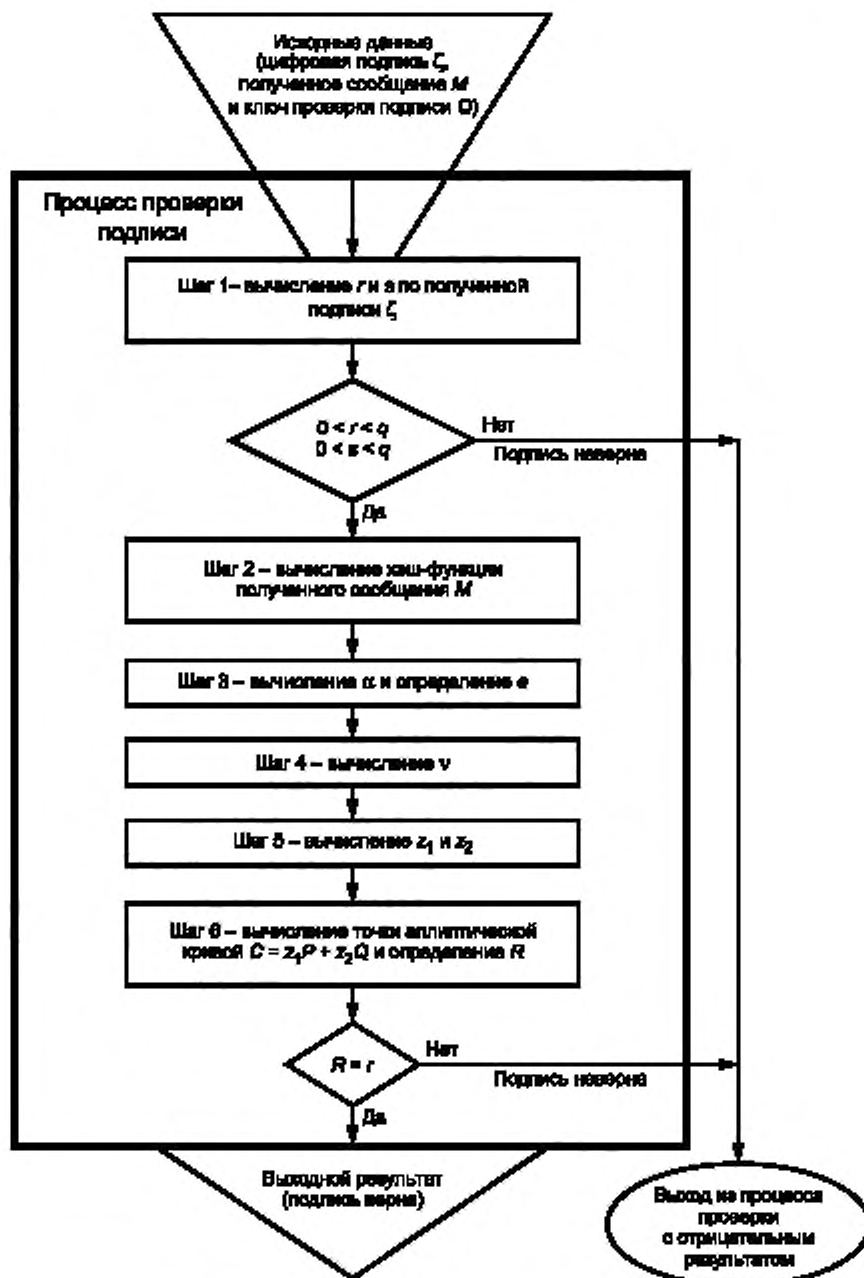 Исходные данные
(цифровая подпись ζ,
полученное сообщение M
и ключ проверки подписи Q)
Процесс проверки
подписи
Шаг 1 – вычисление r и s по полученной
подписи ζ
0 < r < q
0 < s < q
Нет
Подпись неверна
Да
Шаг 2 – вычисление хэш-функции
полученного сообщения M
Шаг 3 – вычисление α и определение e
Шаг 4 – вычисление v
Шаг 5 – вычисление z₁ и z₂
Шаг 6 – вычисление точки эллиптической
кривой C = z₁P + z₂Q и определение R
R = r
Нет
Подпись неверна
Да
Выходной результат
(подпись верна)
Выход из процесса
проверки
с отрицательным
результатом